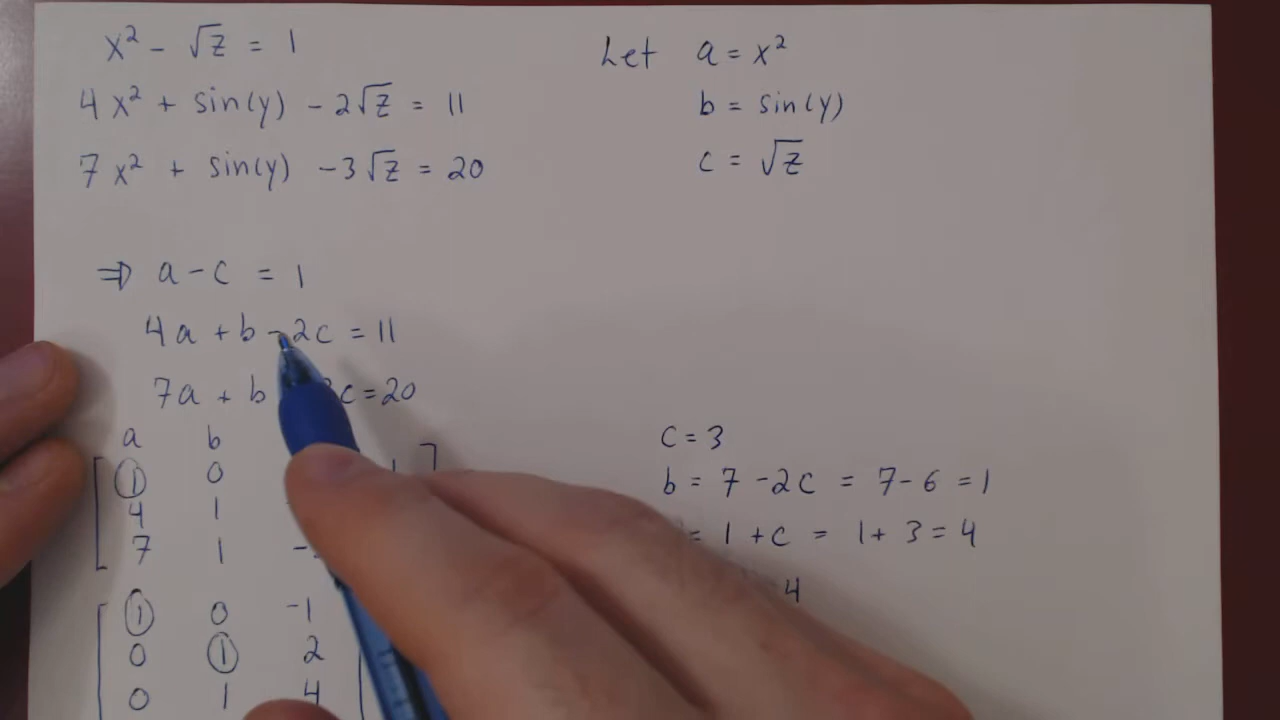 x² - √z = 1
4x² + sin(y) - 2√z = 11
7x² + sin(y) - 3√z = 20
Let a = x²
b = sin(y)
c = √z
⇒ a - c = 1
4a + b - 2c = 11
7a + b c = 20
a b
1 0 1
4 1
7 1 -
1 0 -1
0 1 2
0 1 4
c = 3
b = 7 - 2c = 7 - 6 = 1
= 1 + c = 1 + 3 = 4
4